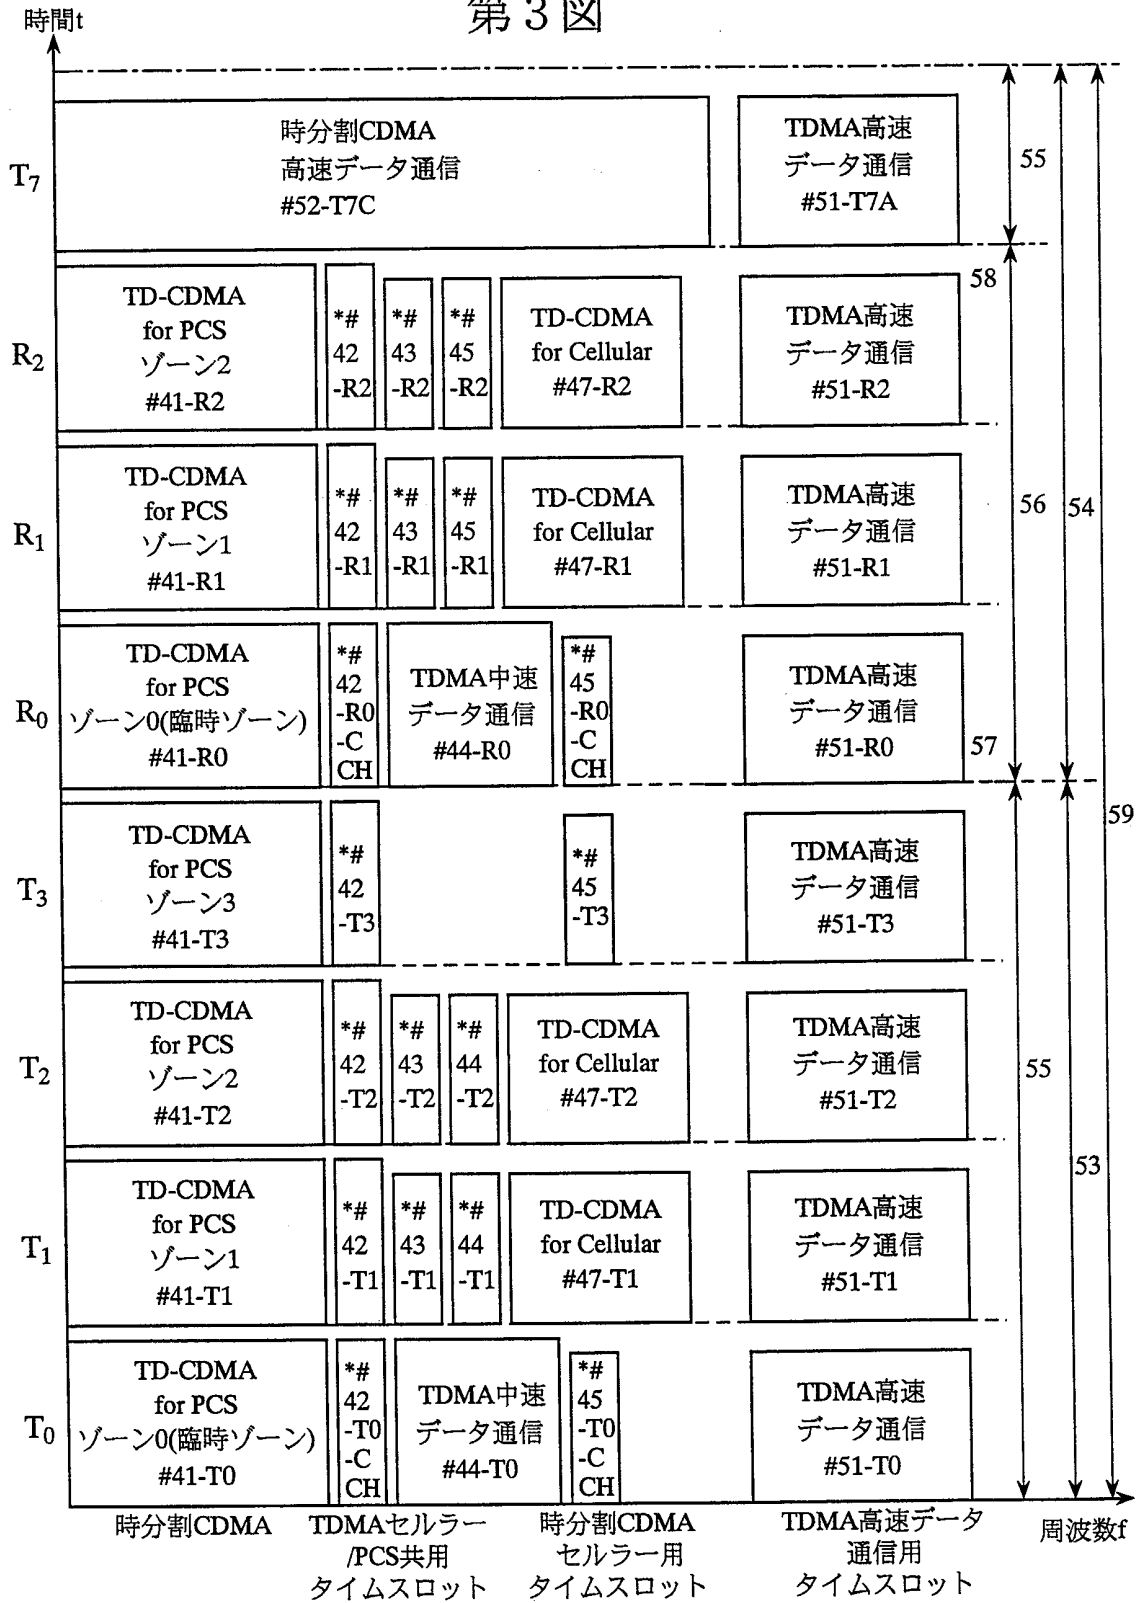 第3図
時間t
T7
時分割CDMA
高速データ通信
#52-T7C
TDMA高速
データ通信
#51-T7A
55
R2
TD-CDMA
for PCS
ゾーン2
#41-R2
*#
42
-R2
*#
43
-R2
*#
45
-R2
TD-CDMA
for Cellular
#47-R2
TDMA高速
データ通信
#51-R2
58
R1
TD-CDMA
for PCS
ゾーン1
#41-R1
*#
42
-R1
*#
43
-R1
*#
45
-R1
TD-CDMA
for Cellular
#47-R1
TDMA高速
データ通信
#51-R1
56
54
R0
TD-CDMA
for PCS
ゾーン0(臨時ゾーン)
#41-R0
*#
42
-R0
-C
CH
TDMA中速
データ通信
#44-R0
*#
45
-R0
-C
CH
TDMA高速
データ通信
#51-R0
57
59
T3
TD-CDMA
for PCS
ゾーン3
#41-T3
*#
42
-T3
*#
45
-T3
TDMA高速
データ通信
#51-T3
T2
TD-CDMA
for PCS
ゾーン2
#41-T2
*#
42
-T2
*#
43
-T2
*#
44
-T2
TD-CDMA
for Cellular
#47-T2
TDMA高速
データ通信
#51-T2
55
53
T1
TD-CDMA
for PCS
ゾーン1
#41-T1
*#
42
-T1
*#
43
-T1
*#
44
-T1
TD-CDMA
for Cellular
#47-T1
TDMA高速
データ通信
#51-T1
T0
TD-CDMA
for PCS
ゾーン0(臨時ゾーン)
#41-T0
*#
42
-T0
-C
CH
TDMA中速
データ通信
#44-T0
*#
45
-T0
-C
CH
TDMA高速
データ通信
#51-T0
時分割CDMA
TDMAセルラー
/PCS共用
タイムスロット
時分割CDMA
セルラー用
タイムスロット
TDMA高速データ
通信用
タイムスロット
周波数f